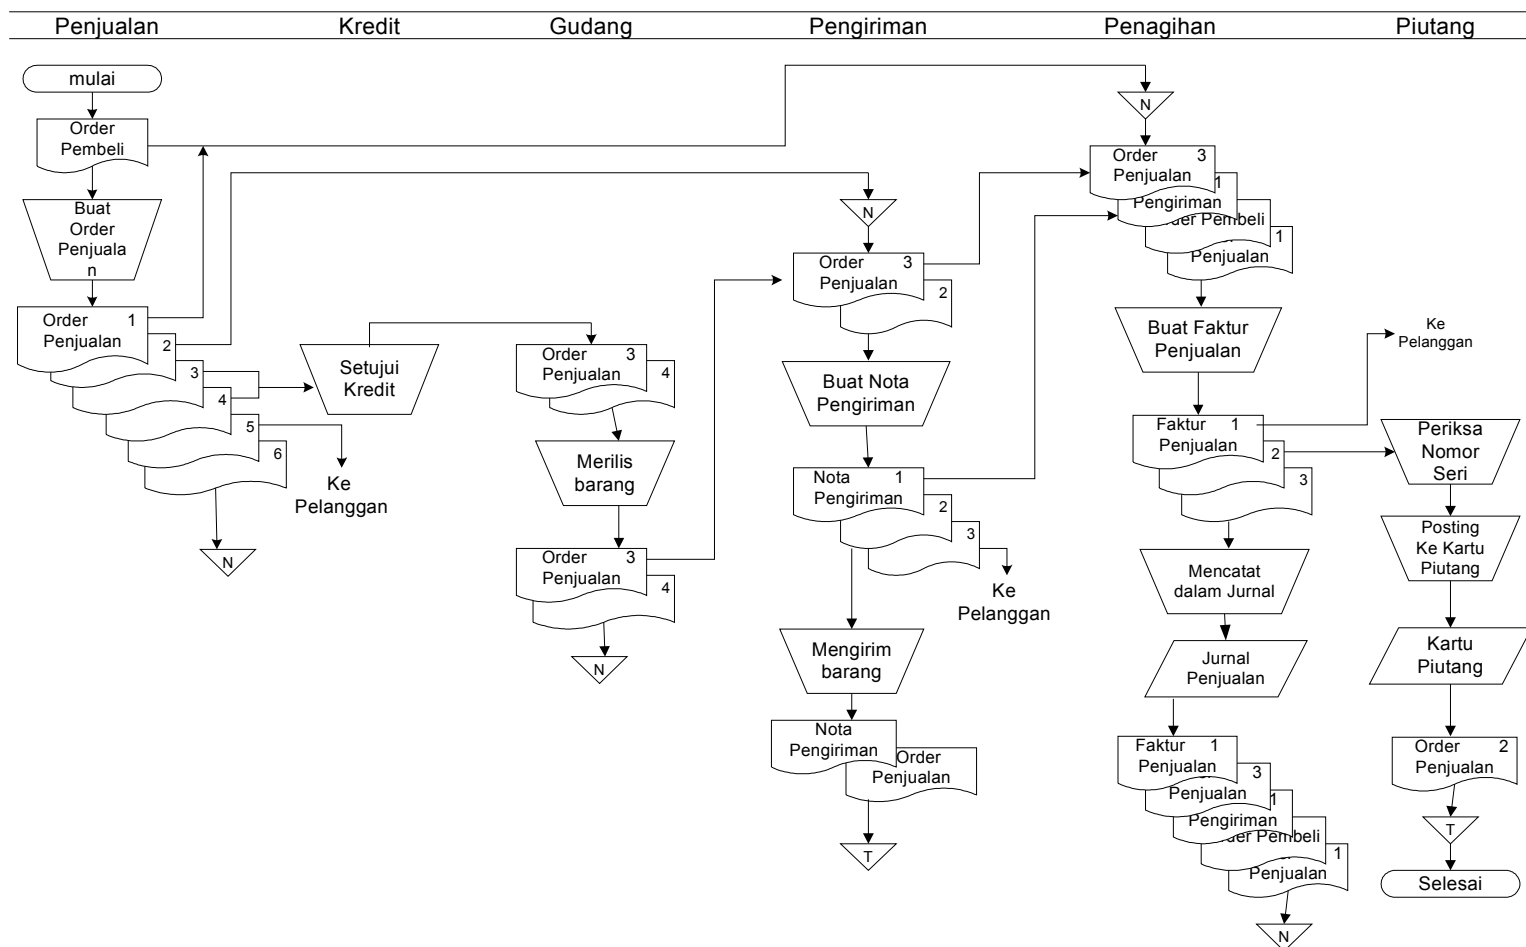 Penjualan
Kredit
Gudang
Pengiriman
Penagihan
Piutang
mulai
Order
Pembeli
Buat
Order
Penjuala
n
Order 1
Penjualan
2
3
4
5
6
Ke
Pelanggan
N
Setujui
Kredit
Order 3
Penjualan
4
Merilis
barang
Order 3
Penjualan
4
N
N
Order 3
Penjualan
2
Buat Nota
Pengiriman
Nota 1
Pengiriman
2
3
Ke
Pelanggan
Mengirim
barang
Nota
Pengiriman
Order
Penjualan
T
N
Order 3
Penjualan
1
Pengiriman
Pembeli
1
Penjualan
Buat Faktur
Penjualan
Ke
Pelanggan
Faktur 1
Penjualan
2
3
Mencatat
dalam Jurnal
Jurnal
Penjualan
Faktur 1
Penjualan
3
Penjualan
1
Pengiriman
Pembeli
1
Penjualan
N
Periksa
Nomor
Seri
Posting
Ke Kartu
Piutang
Kartu
Piutang
Order 2
Penjualan
T
Selesai